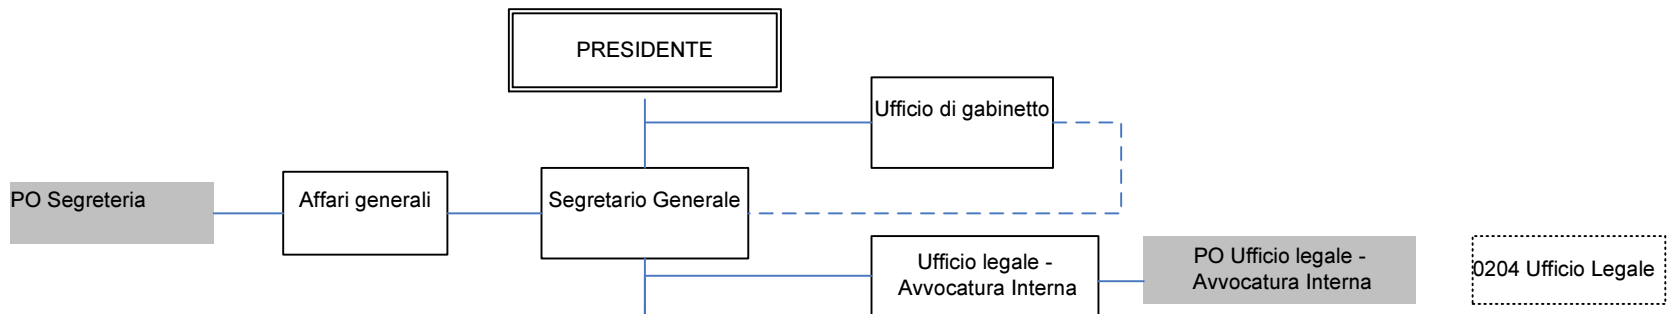 PRESIDENTE
Ufficio di gabinetto
PO Segreteria
Affari generali
Segretario Generale
Ufficio legale -
Avvocatura Interna
PO Ufficio legale -
Avvocatura Interna
0204 Ufficio Legale